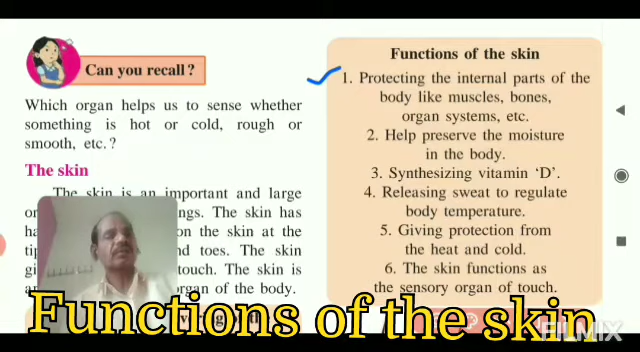 Can you recall ?
Which organ helps us to sense whether
something is hot or cold, rough or
smooth, etc.?
The skin
The skin is an important and large
ngs. The skin has
on the skin at the
nd toes. The skin
touch. The skin is
organ of the body.
Functions of the skin
1. Protecting the internal parts of the
body like muscles, bones,
organ systems, etc.
2. Help preserve the moisture
in the body.
3. Synthesizing vitamin ‘D’.
4. Releasing sweat to regulate
body temperature.
5. Giving protection from
the heat and cold.
6. The skin functions as
the sensory organ of touch.
Functions of the skin
FILMIX